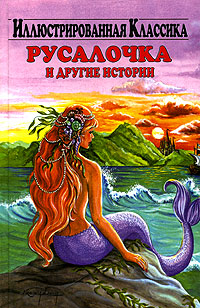 Иллюстрированная Классика
РУСАЛОЧКА
И ДРУГИЕ ИСТОРИИ